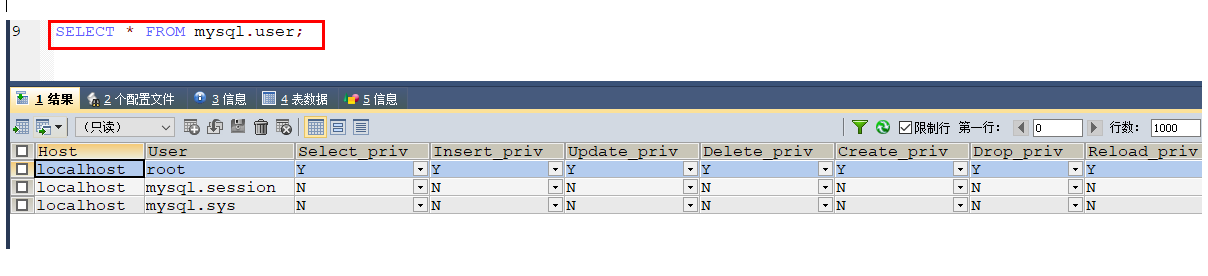 9 SELECT * FROM mysql.user;
1 结果 2 个配置文件 3 信息 4 表数据 5 信息
（只读） 限制行 第一行： 0 行数： 1000
Host User Select_priv Insert_priv Update_priv Delete_priv Create_priv Drop_priv Reload_priv
localhost root Y Y Y Y Y Y Y
localhost mysql.session N N N N N N N
localhost mysql.sys N N N N N N N